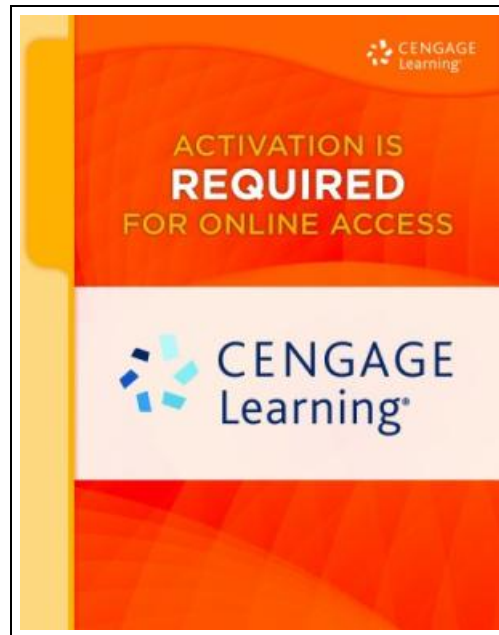 CENGAGE
Learning®
ACTIVATION IS
REQUIRED
FOR ONLINE ACCESS
CENGAGE
Learning®